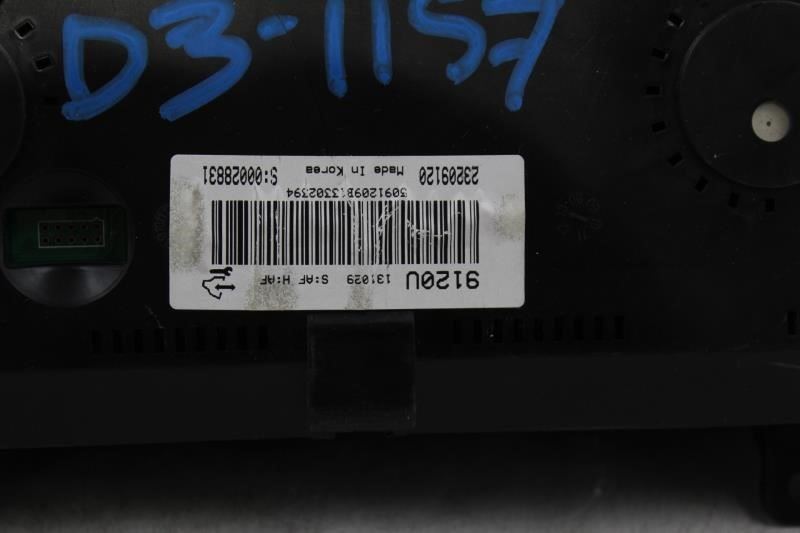 D3-1157
9120U 131029 S:AF H:AF
23209120 Made In Korea S:00028831